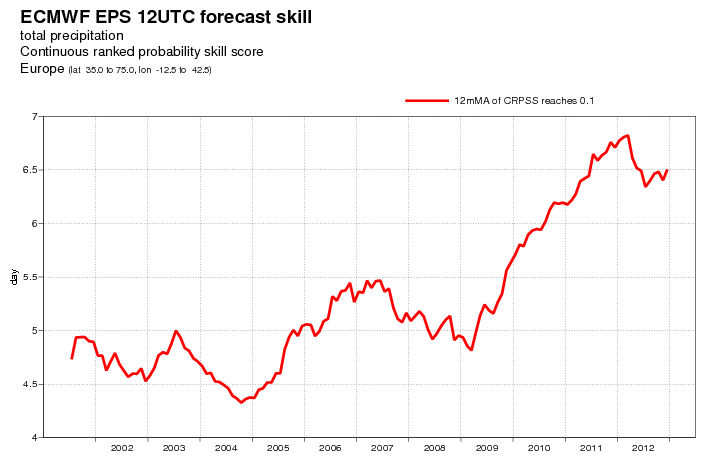 ECMWF EPS 12UTC forecast skill
total precipitation
Continuous ranked probability skill score
Europe (lat 35.0 to 75.0, lon -12.5 to 42.5)
12mMA of CRPSS reaches 0.1
7
6.5
6
5.5
5
4.5
4
day
2002 2003 2004 2005 2006 2007 2008 2009 2010 2011 2012